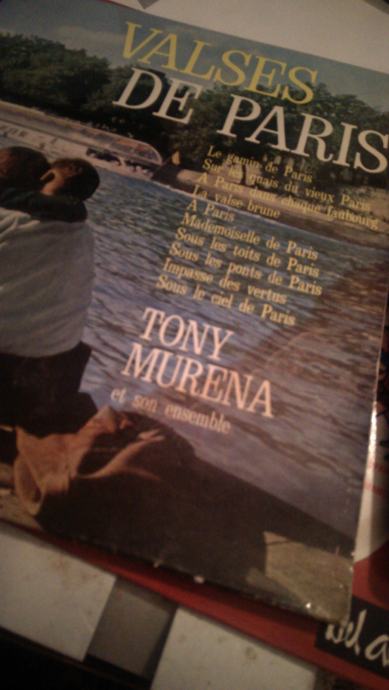 VALSES
DE PARIS
Le gamin de Paris
Sur les quais du vieux Paris
A Paris dans chaque faubourg
La valse brune
A Paris
Mademoiselle de Paris
Sous les toits de Paris
Sous les ponts de Paris
Impasse des vertus
Sous le ciel de Paris
TONY
MURENA
et son ensemble